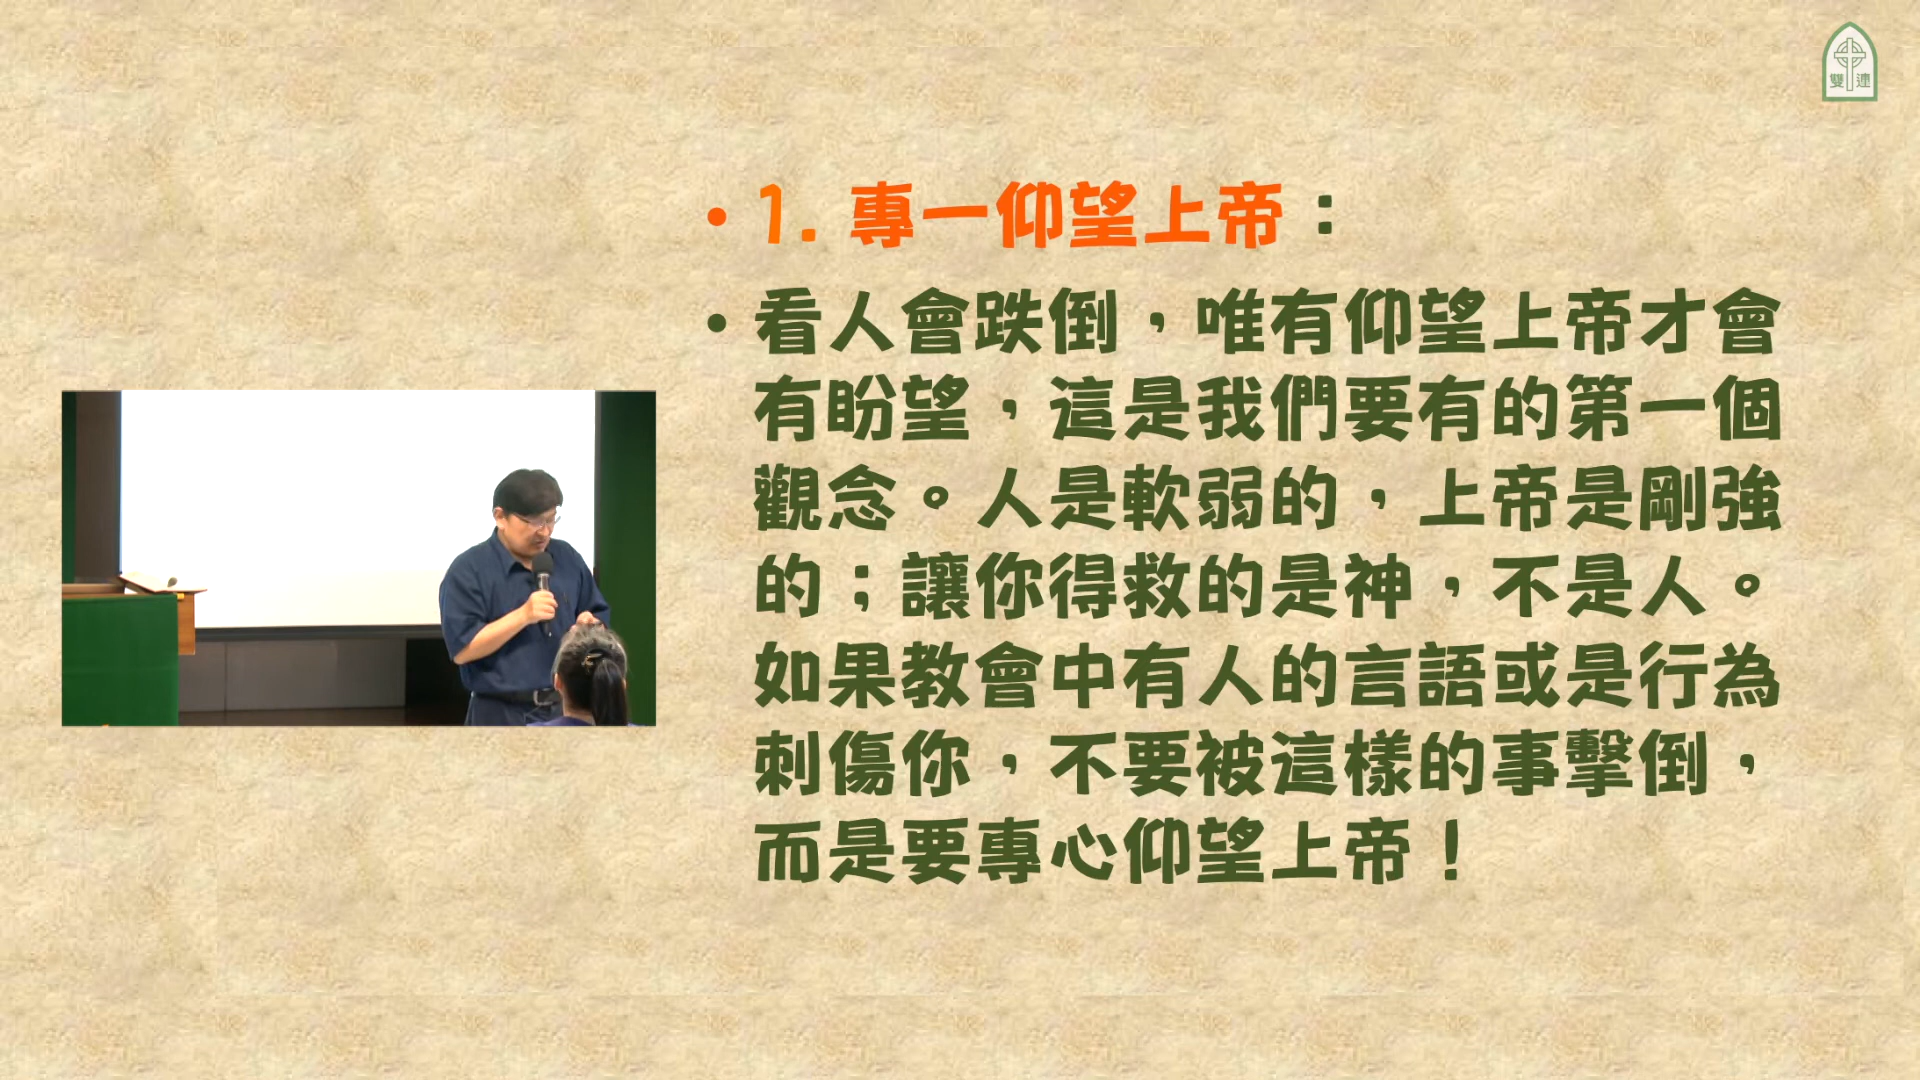 雙連
• 1. 專一仰望上帝：
• 看人會跌倒，唯有仰望上帝才會
有盼望，這是我們要有的第一個
觀念。人是軟弱的，上帝是剛強
的；讓你得救的是神，不是人。
如果教會中有人的言語或是行為
刺傷你，不要被這樣的事擊倒，
而是要專心仰望上帝！